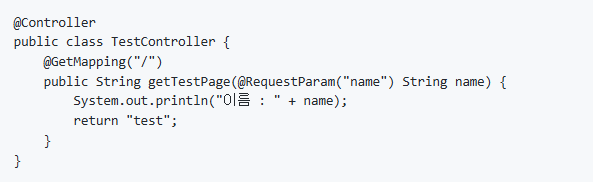 @Controller
public class TestController {
    @GetMapping("/")
    public String getTestPage(@RequestParam("name") String name) {
        System.out.println("이름 : " + name);
        return "test";
    }
}